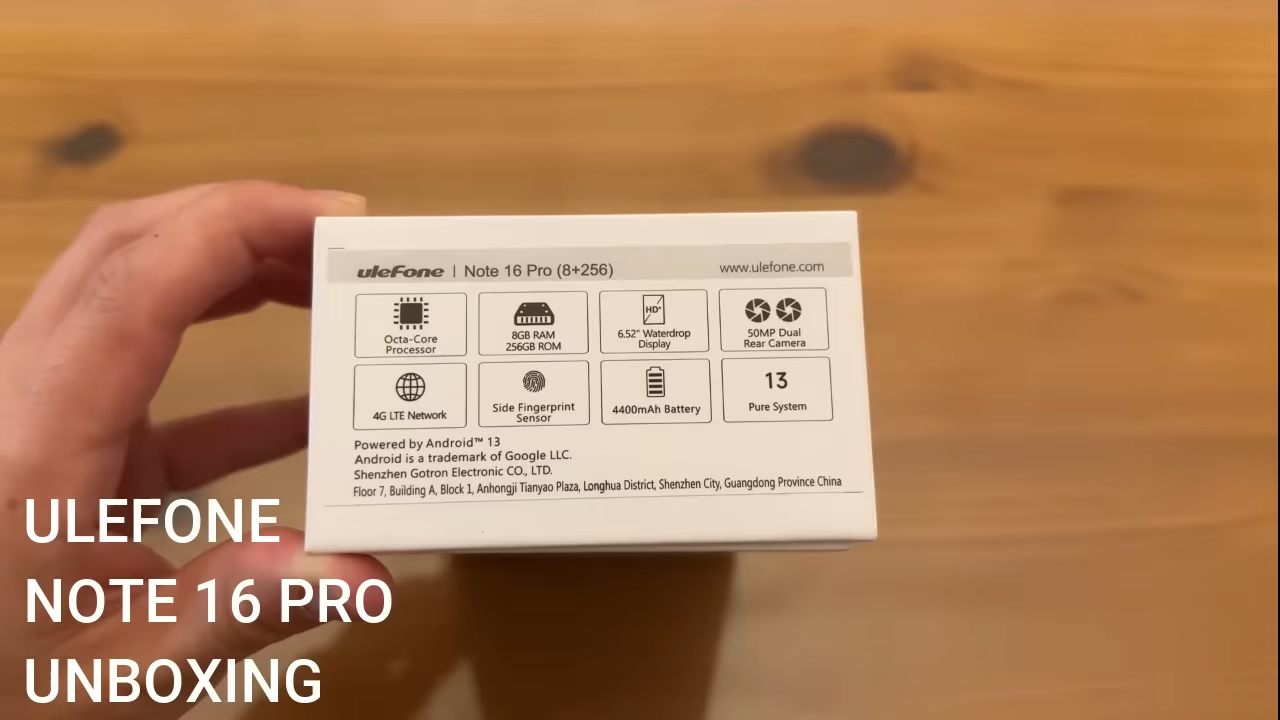 uleFone | Note 16 Pro (8+256)
www.ulefone.com
Octa-Core
Processor
8GB RAM
256GB ROM
HD+
6.52" Waterdrop
Display
50MP Dual
Rear Camera
4G LTE Network
Side Fingerprint
Sensor
4400mAh Battery
13
Pure System
Powered by Android™ 13
Android is a trademark of Google LLC.
Shenzhen Gotron Electronic CO., LTD.
Floor 7, Building A, Block 1, Anhongji Tianyao Plaza, Longhua District, Shenzhen City, Guangdong Province China
ULEFONE
NOTE 16 PRO
UNBOXING